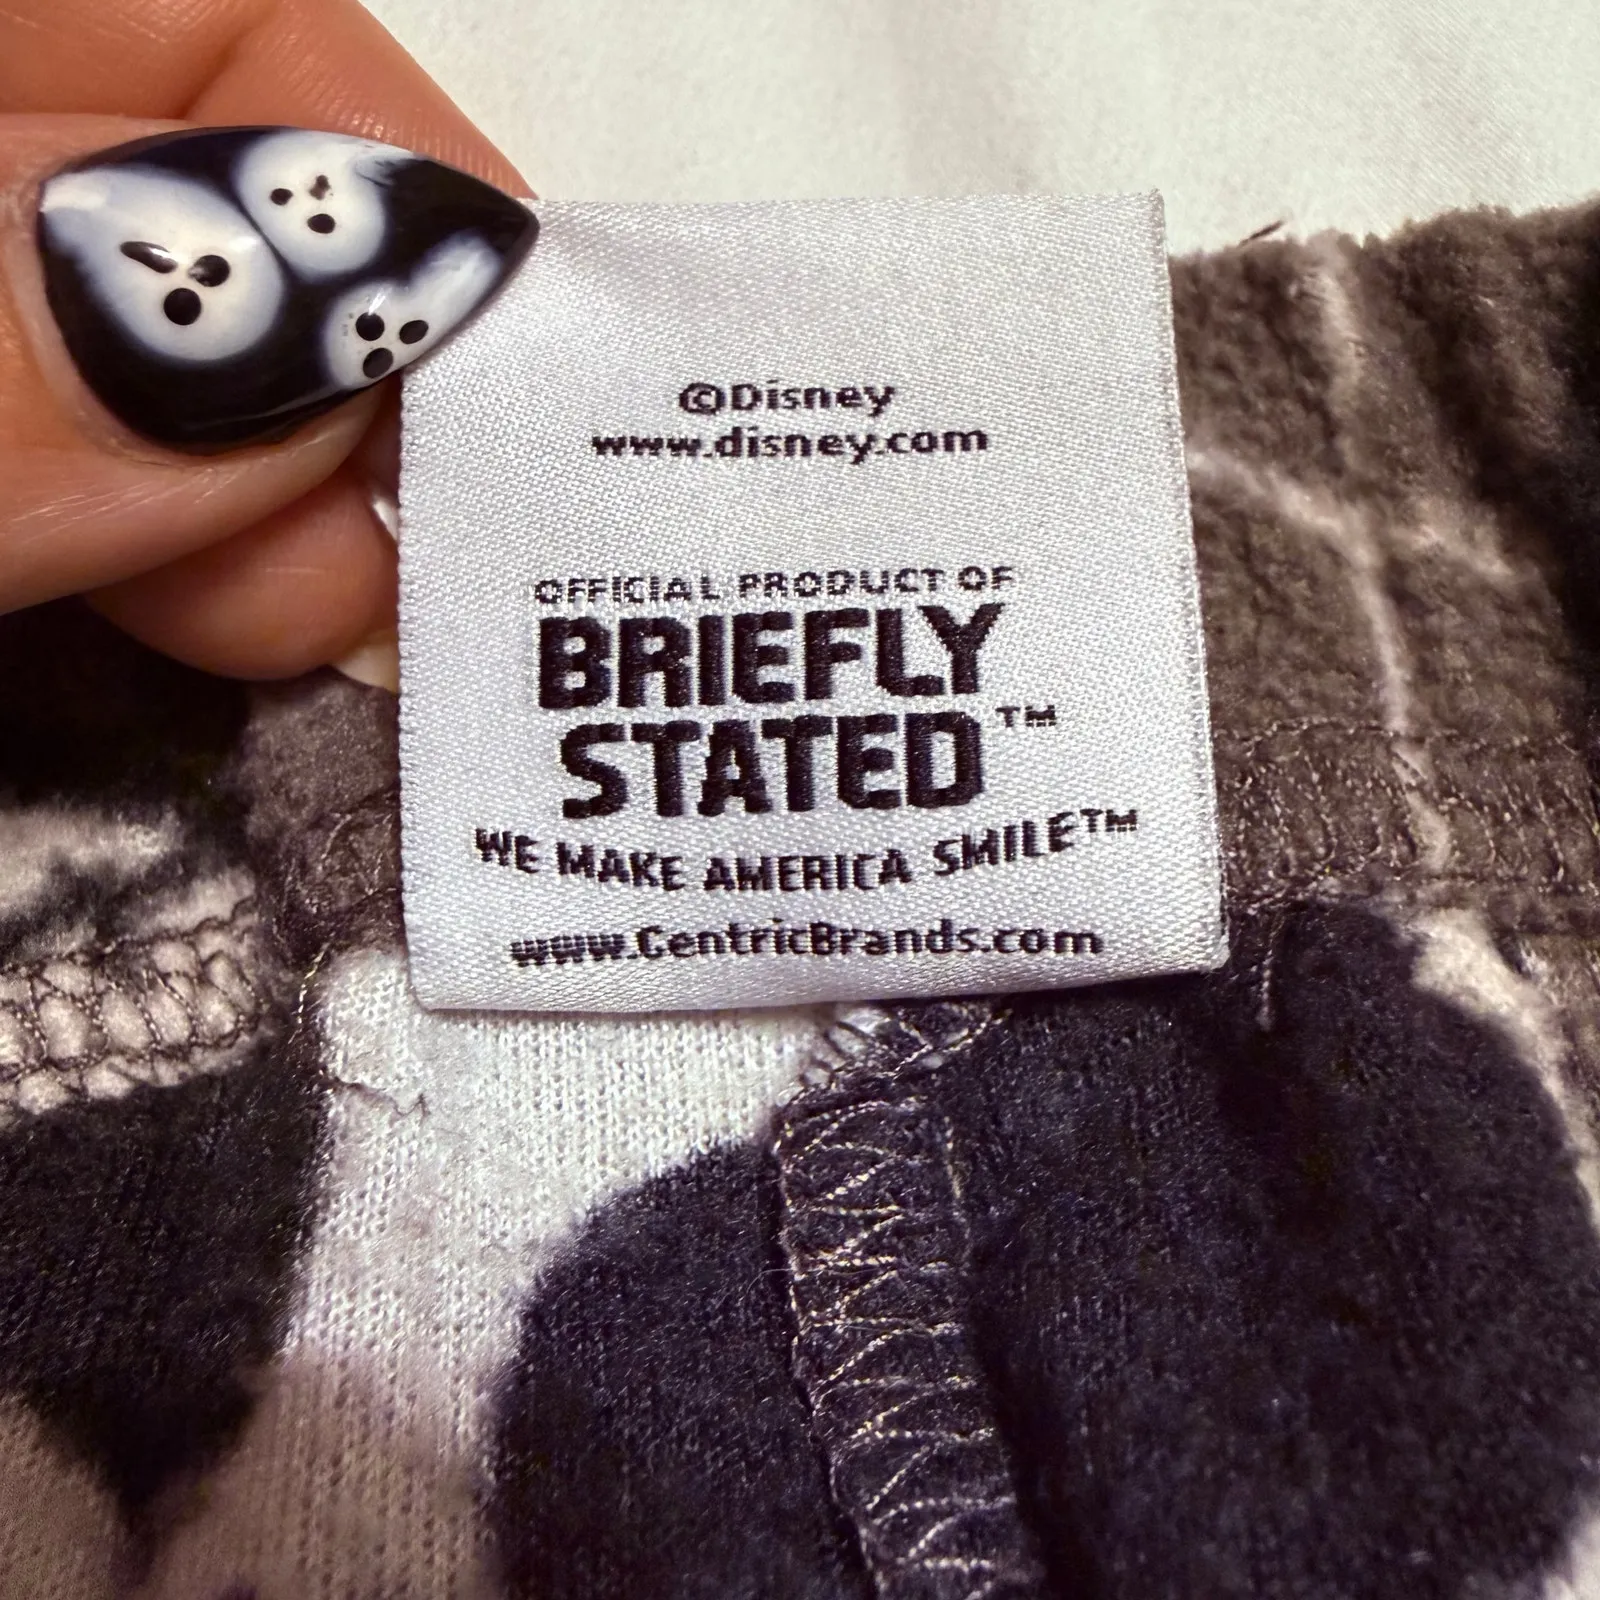 ©Disney
www.disney.com
OFFICIAL PRODUCT OF
BRIEFLY
STATED™
WE MAKE AMERICA SMILE™
www.CentricBrands.com